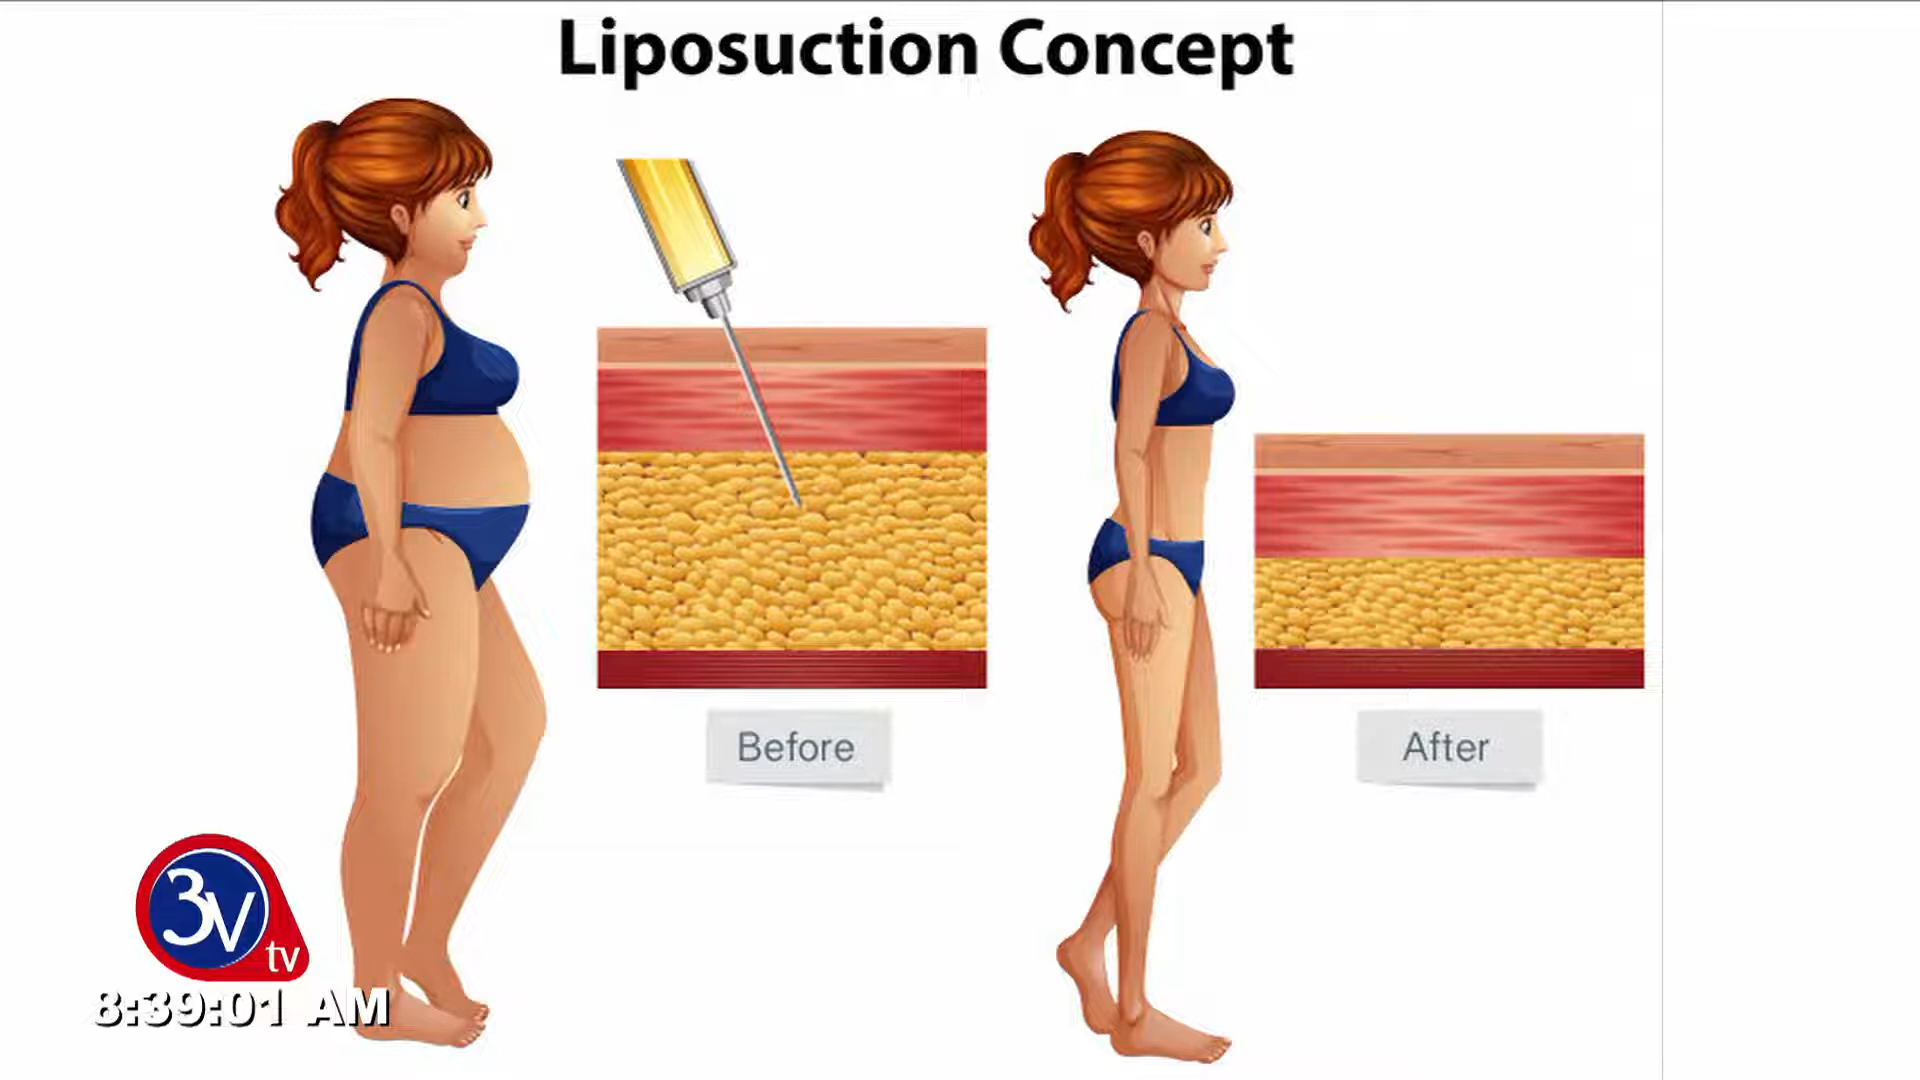 Liposuction Concept
Before
After
3v
tv
8:39:01 AM